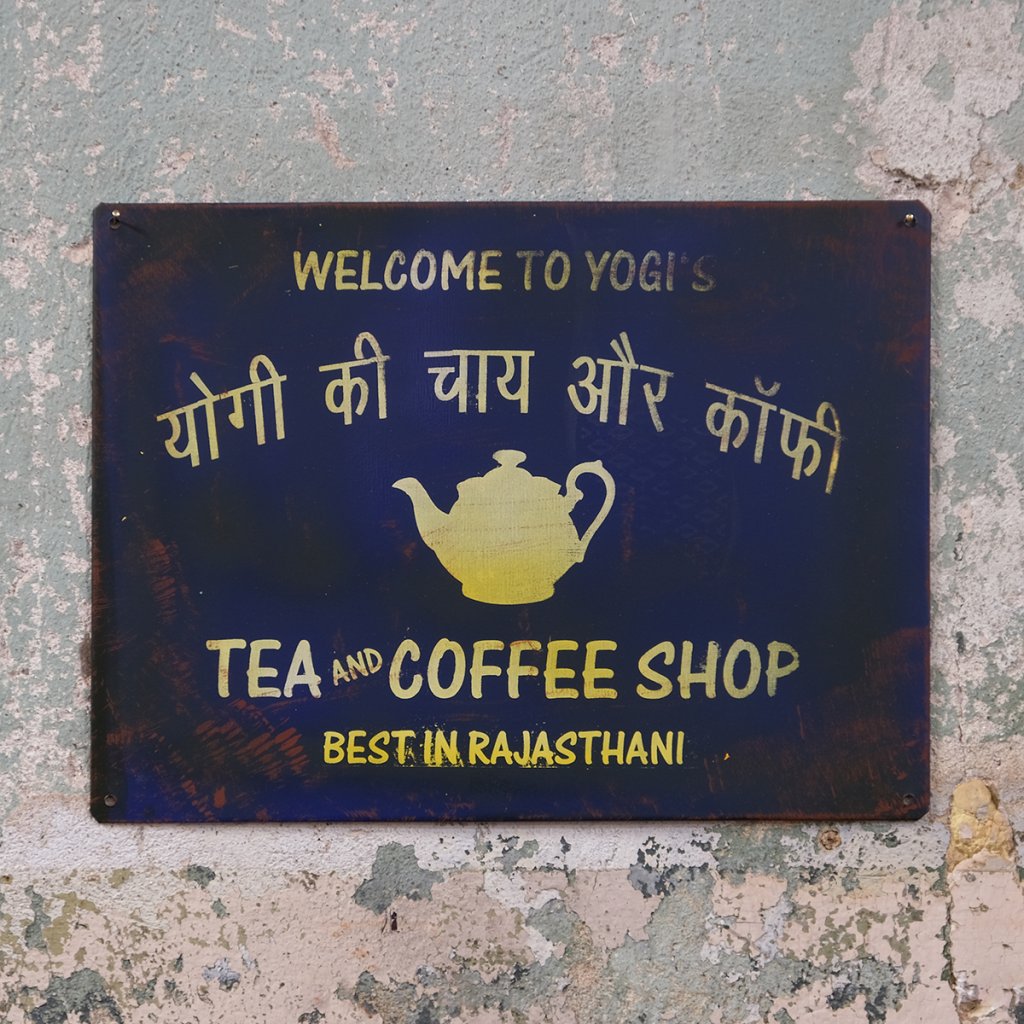 WELCOME TO YOGI'S
योगी की चाय और कॉफी
TEA AND COFFEE SHOP
BEST IN RAJASTHANI